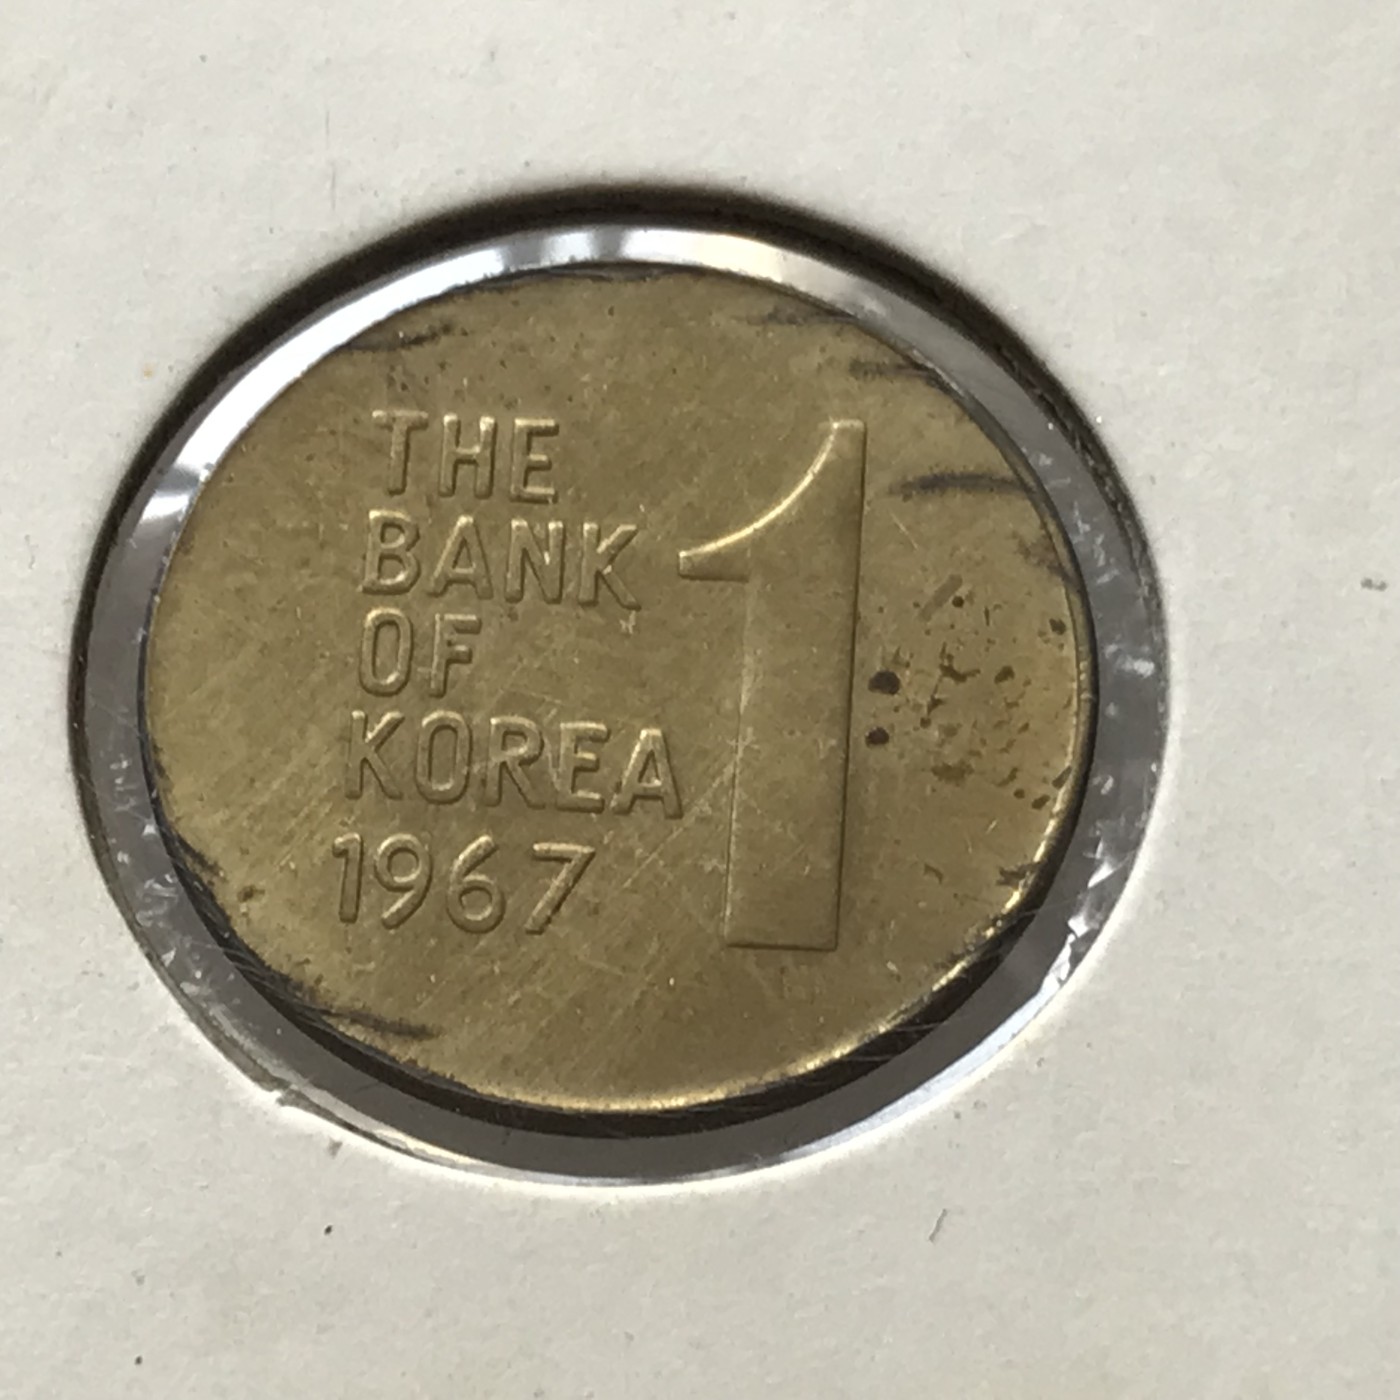 THE
BANK
OF
KOREA
1967
1